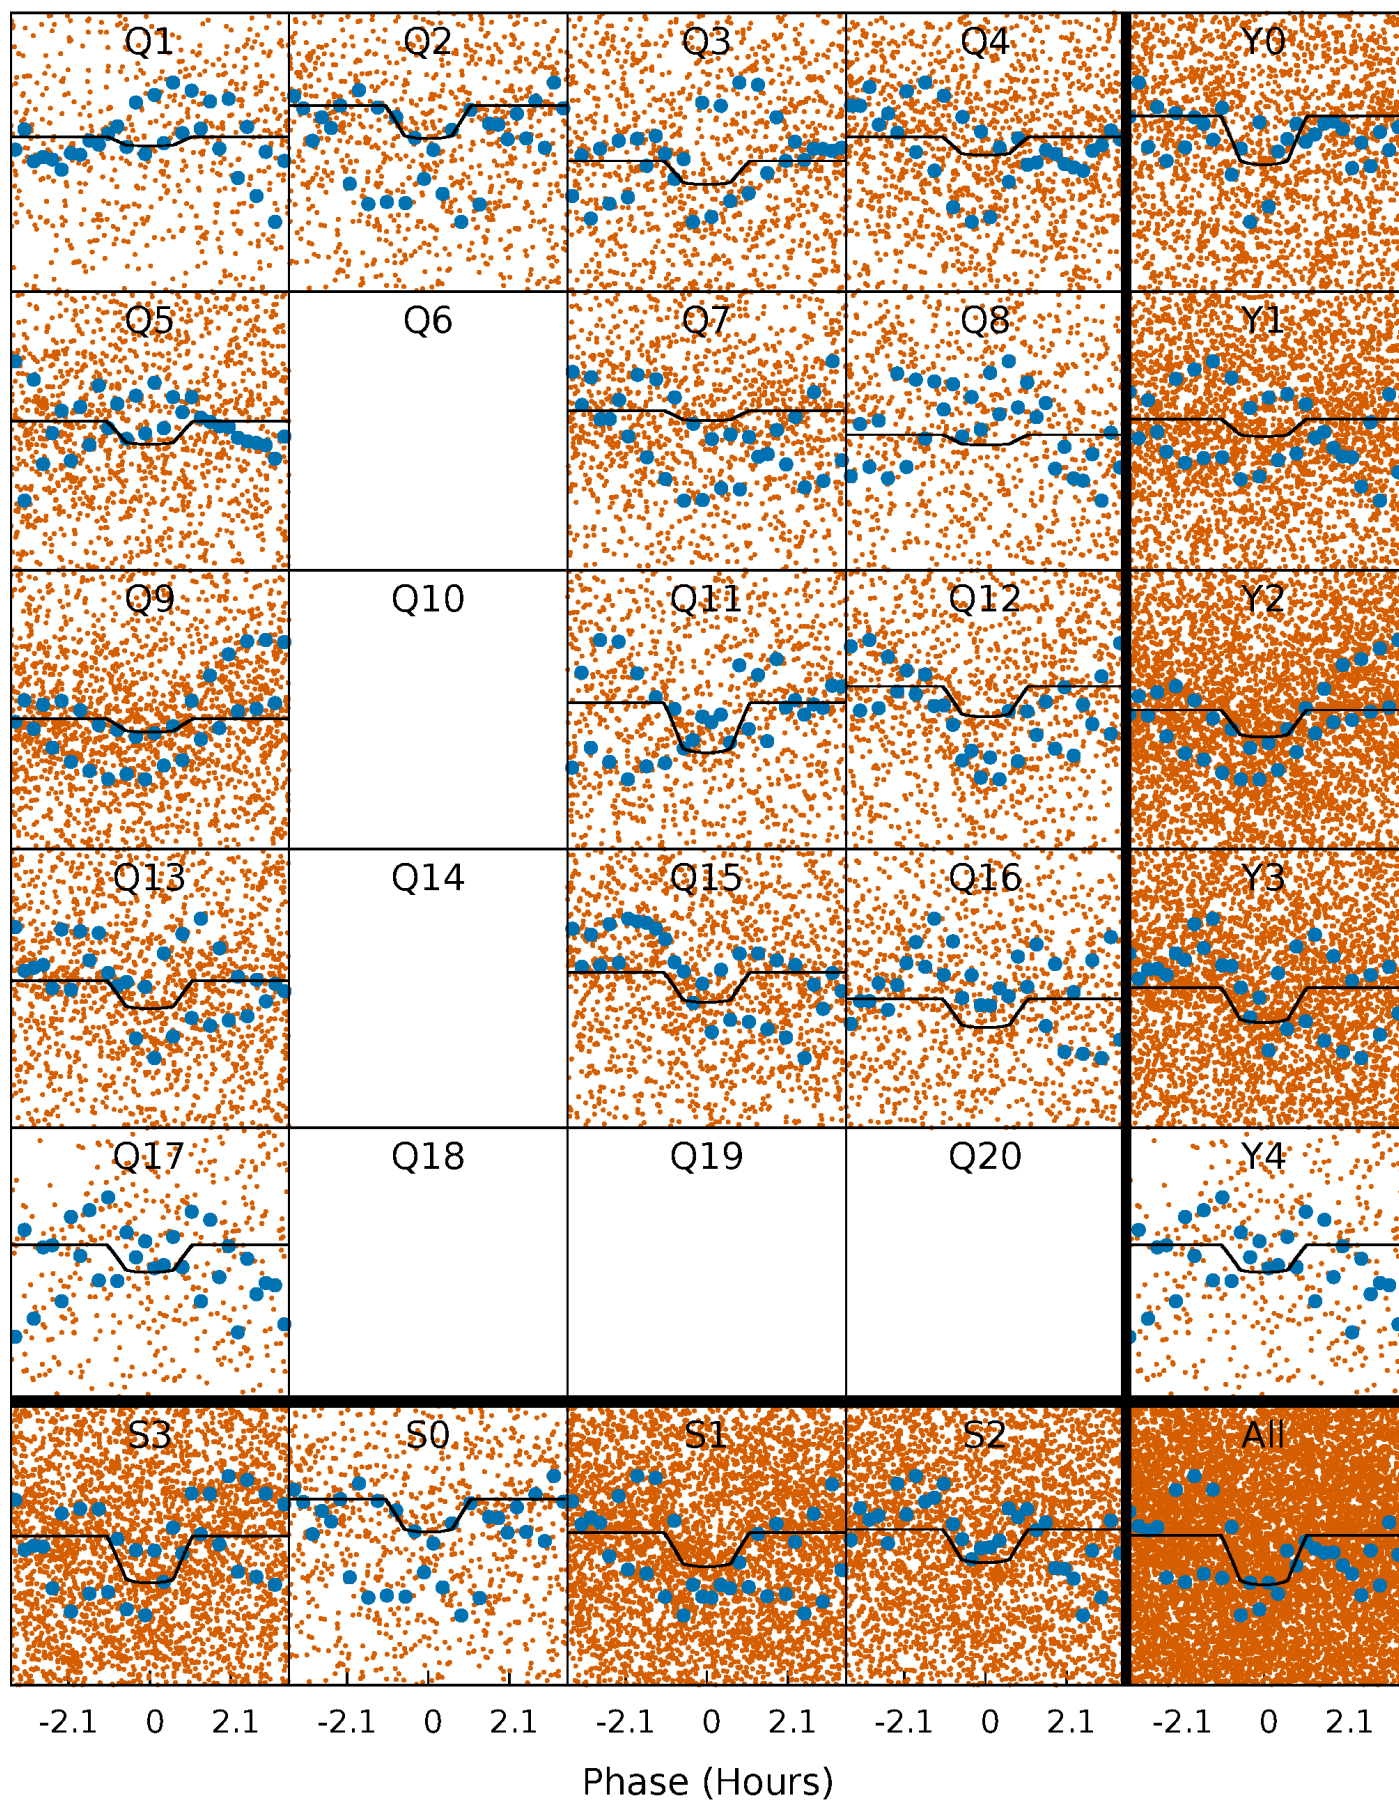 Q1 Q2 Q3 Q4 Y0
Q5 Q6 Q7 Q8 Y1
Q9 Q10 Q11 Q12 Y2
Q13 Q14 Q15 Q16 Y3
Q17 Q18 Q19 Q20 Y4
S3 S0 S1 S2 All
-2.1 0 2.1 -2.1 0 2.1 -2.1 0 2.1 -2.1 0 2.1 -2.1 0 2.1
Phase (Hours)